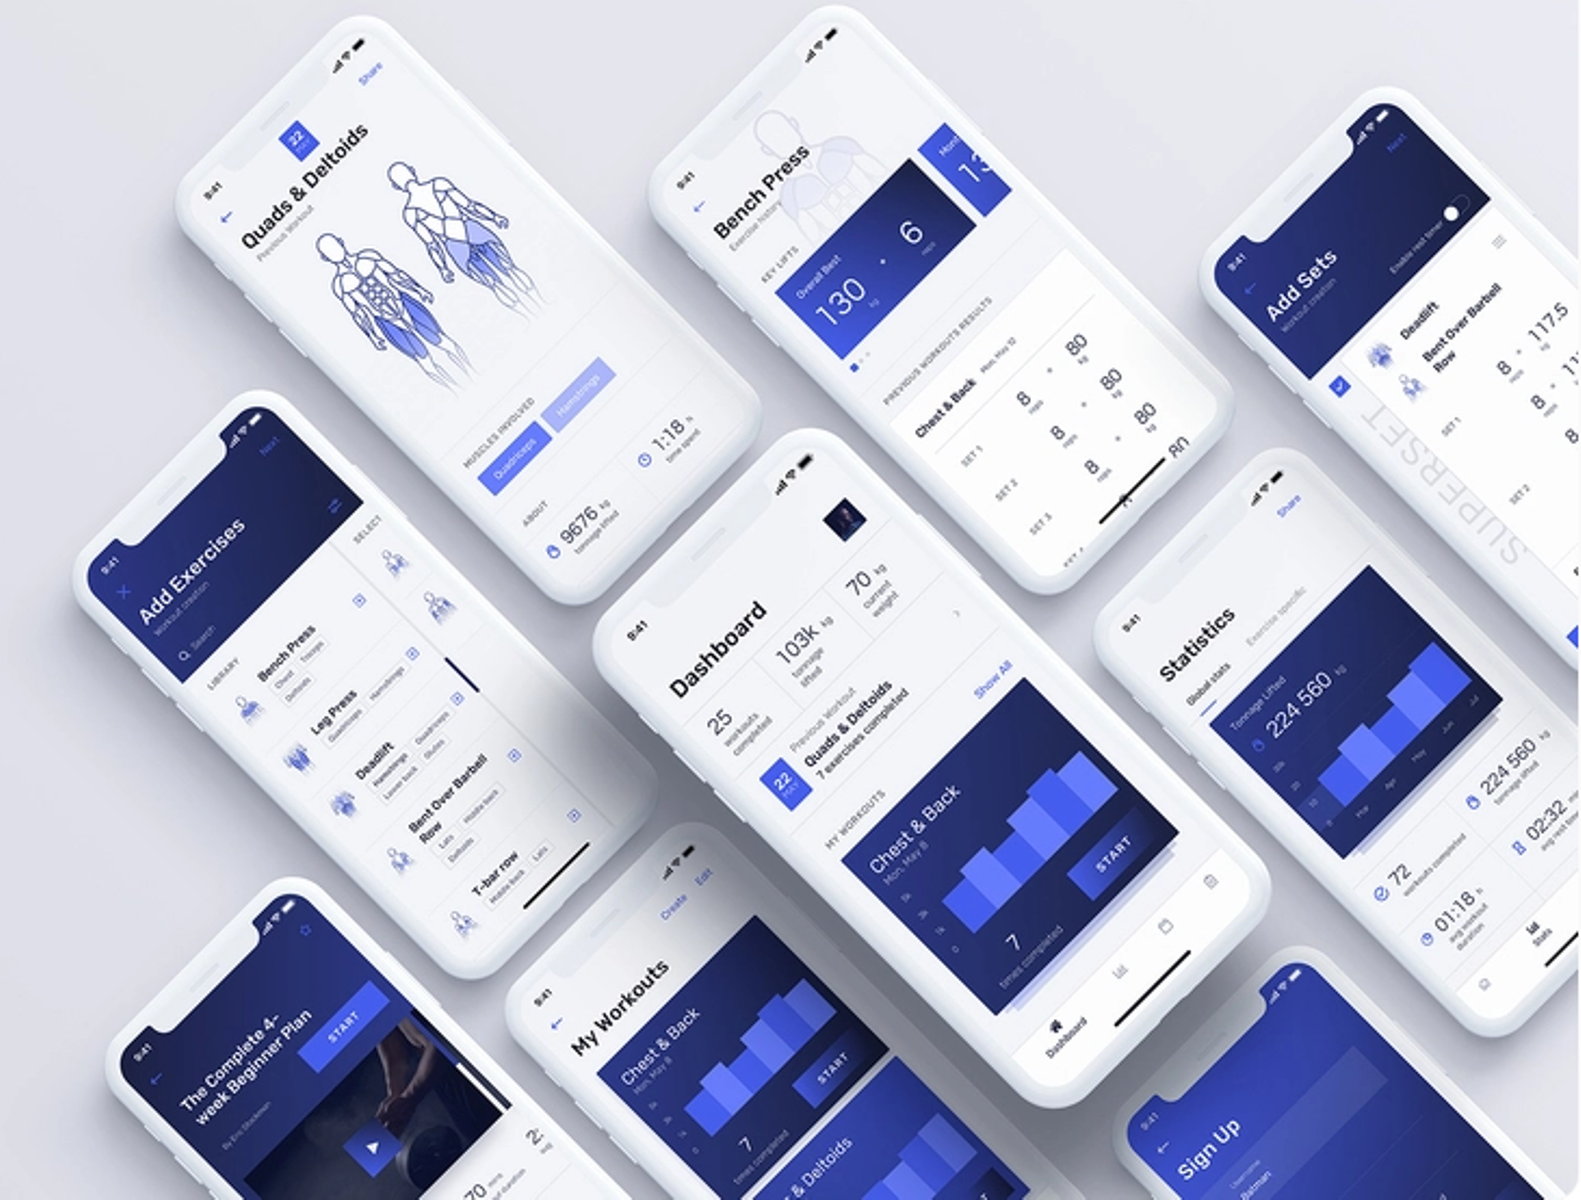 9:41
Share
22
MAY
Quads & Deltoids
Previous Workout
MUSCLES INVOLVED
Quadriceps
Hamstrings
ABOUT
9676 kg
tonnage lifted
1:18 h
time spent
9:41
Bench Press
Exercise history
KEY LIFTS
Overall Best
130 kg
6 reps
PREVIOUS WORKOUTS RESULTS
Chest & Back
Mon, May 12
SET 1
8 reps
80 kg
SET 2
8 reps
80 kg
SET 3
8 reps
80 kg
9:41
Next
Add Sets
Workout creation
Enable rest timer
Deadlift
Bent Over Barbell
Row
SET 1
8 reps
117.5 kg
8
SET 2
8
SUPERSET
9:41
Next
Add Exercises
Workout creation
Search
LIBRARY
SELECT
Bench Press
Chest
Triceps
Deltoids
Leg Press
Quadriceps
Hamstrings
Deadlift
Hamstrings
Quadriceps
Lower back
Glutes
Bent Over Barbell
Row
Lats
Middle back
Deltoids
T-bar row
Middle back
Lats
9:41
Dashboard
25
workouts
completed
103k kg
tonnage
lifted
70 kg
current
weight
Previous Workout
22
MAY
Quads & Deltoids
7 exercises completed
MY WORKOUTS
Show All
Chest & Back
Mon, May 8
0
7
times completed
START
Dashboard
9:41
Share
Statistics
Global stats
Exercise specific
Tonnage Lifted
224 560 kg
Mar
Apr
May
Jun
Jul
72
workouts completed
224 560 kg
tonnage lifted
01:18 h
avg workout
duration
02:32
avg rest time
Stats
9:41
The Complete 4-
week Beginner Plan
START
9:41
Create
Edit
My Workouts
Chest & Back
Mon, May 8
7
times completed
START
& Deltoids
9:41
Sign Up
Username
Batman